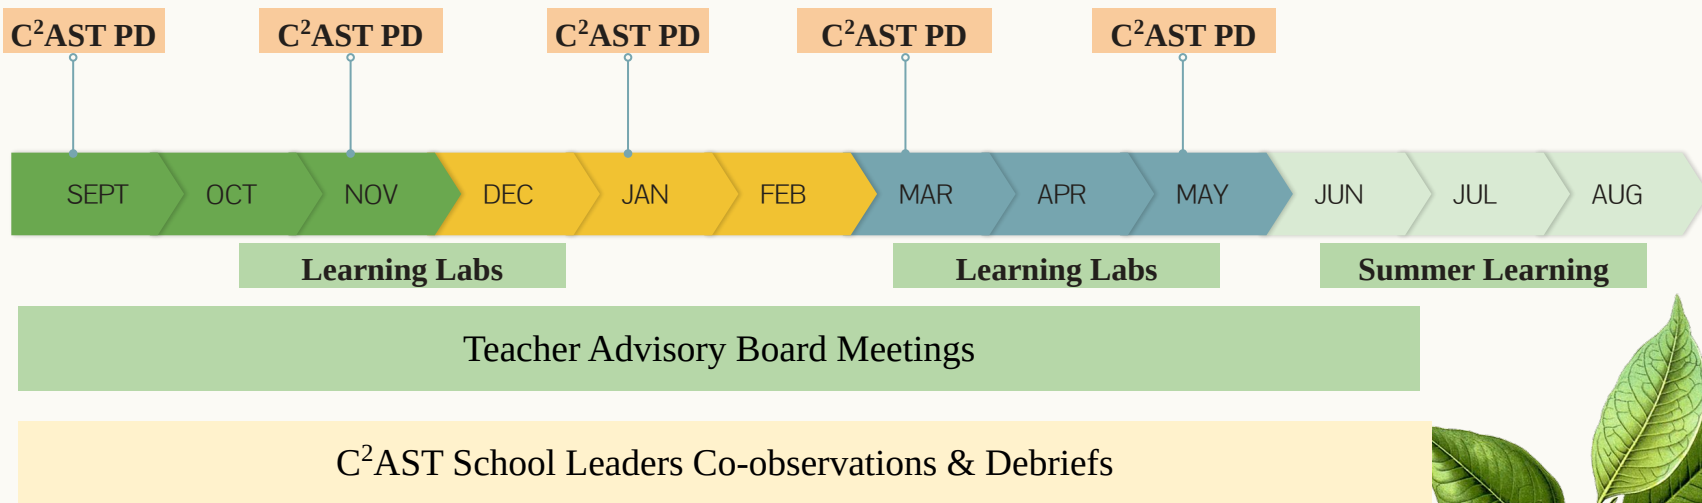 C²AST PD C²AST PD C²AST PD C²AST PD C²AST PD
SEPT OCT NOV DEC JAN FEB MAR APR MAY JUN JUL AUG
Learning Labs Learning Labs Summer Learning
Teacher Advisory Board Meetings
C²AST School Leaders Co-observations & Debriefs